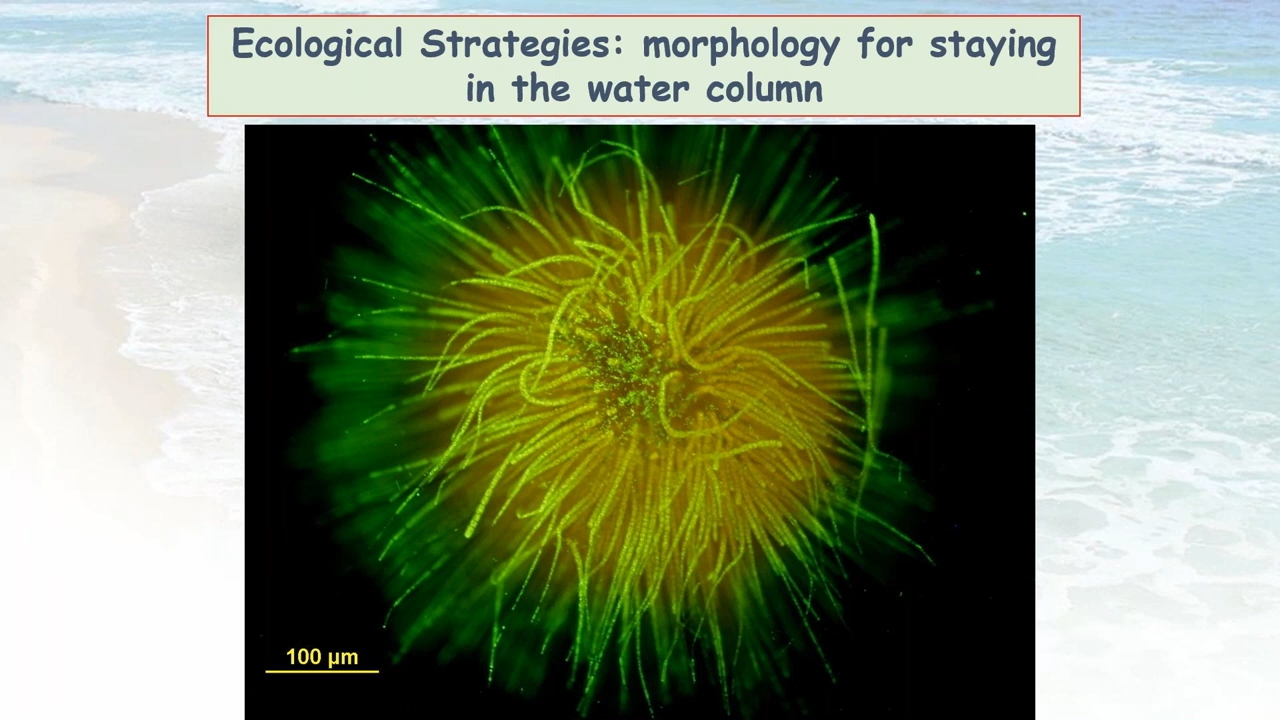 Ecological Strategies: morphology for staying
in the water column
100 µm